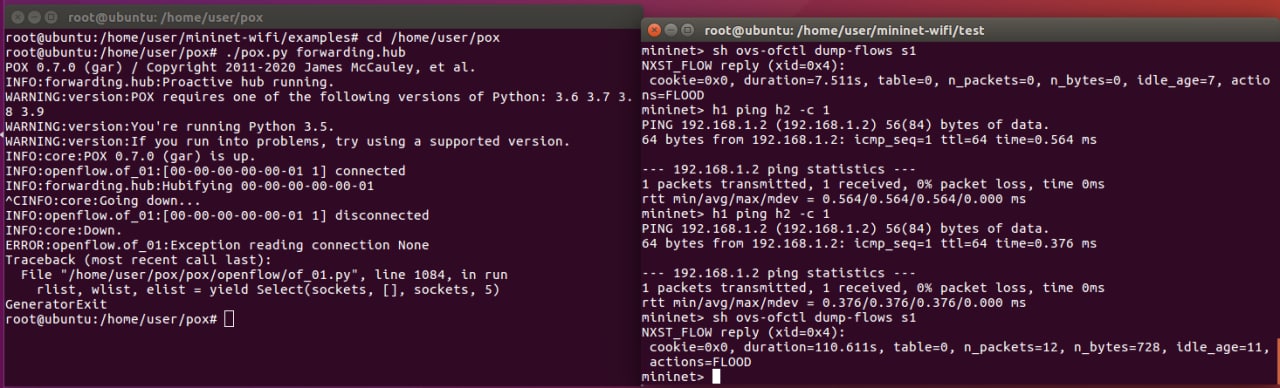 root@ubuntu: /home/user/pox
root@ubuntu:/home/user/mininet-wifi/examples# cd /home/user/pox
root@ubuntu:/home/user/pox# ./pox.py forwarding.hub
POX 0.7.0 (gar) / Copyright 2011-2020 James McCauley, et al.
INFO:forwarding.hub:Proactive hub running.
WARNING:version:POX requires one of the following versions of Python: 3.6 3.7 3.
8 3.9
WARNING:version:You're running Python 3.5.
WARNING:version:If you run into problems, try using a supported version.
INFO:core:POX 0.7.0 (gar) is up.
INFO:openflow.of_01:[00-00-00-00-00-01 1] connected
INFO:forwarding.hub:Hubifying 00-00-00-00-00-01
^CINFO:core:Going down...
INFO:openflow.of_01:[00-00-00-00-00-01 1] disconnected
INFO:core:Down.
ERROR:openflow.of_01:Exception reading connection None
Traceback (most recent call last):
  File "/home/user/pox/pox/openflow/of_01.py", line 1084, in run
    rlist, wlist, elist = yield Select(sockets, [], sockets, 5)
GeneratorExit
root@ubuntu:/home/user/pox#
root@ubuntu: /home/user/mininet-wifi/test
mininet> sh ovs-ofctl dump-flows s1
NXST_FLOW reply (xid=0x4):
 cookie=0x0, duration=7.511s, table=0, n_packets=0, n_bytes=0, idle_age=7, actio
ns=FLOOD
mininet> h1 ping h2 -c 1
PING 192.168.1.2 (192.168.1.2) 56(84) bytes of data.
64 bytes from 192.168.1.2: icmp_seq=1 ttl=64 time=0.564 ms

--- 192.168.1.2 ping statistics ---
1 packets transmitted, 1 received, 0% packet loss, time 0ms
rtt min/avg/max/mdev = 0.564/0.564/0.564/0.000 ms
mininet> h1 ping h2 -c 1
PING 192.168.1.2 (192.168.1.2) 56(84) bytes of data.
64 bytes from 192.168.1.2: icmp_seq=1 ttl=64 time=0.376 ms

--- 192.168.1.2 ping statistics ---
1 packets transmitted, 1 received, 0% packet loss, time 0ms
rtt min/avg/max/mdev = 0.376/0.376/0.376/0.000 ms
mininet> sh ovs-ofctl dump-flows s1
NXST_FLOW reply (xid=0x4):
 cookie=0x0, duration=110.611s, table=0, n_packets=12, n_bytes=728, idle_age=11,
 actions=FLOOD
mininet>